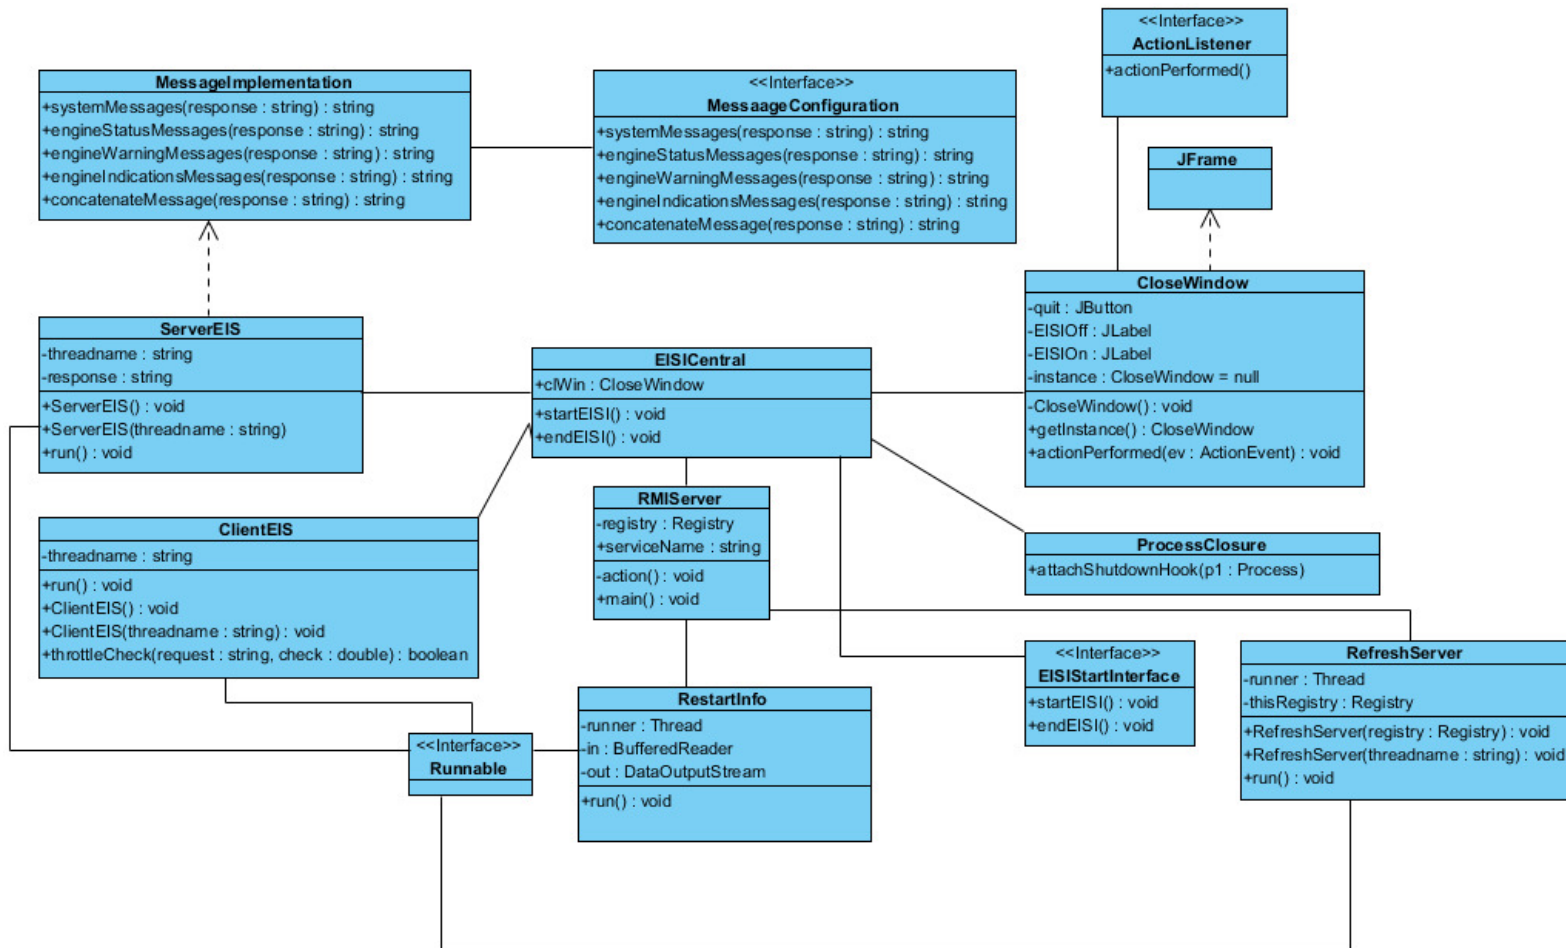 <<Interface>>
ActionListener
+actionPerformed()
MessageImplementation
+systemMessages(response : string) : string
+engineStatusMessages(response : string) : string
+engineWarningMessages(response : string) : string
+engineIndicationsMessages(response : string) : string
+concatenateMessage(response : string) : string
<<Interface>>
MessaageConfiguration
+systemMessages(response : string) : string
+engineStatusMessages(response : string) : string
+engineWarningMessages(response : string) : string
+engineIndicationsMessages(response : string) : string
+concatenateMessage(response : string) : string
JFrame
CloseWindow
-quit : JButton
-EISIOff : JLabel
-EISIOn : JLabel
-instance : CloseWindow = null
-CloseWindow() : void
+getInstance() : CloseWindow
+actionPerformed(ev : ActionEvent) : void
ServerEIS
-threadname : string
-response : string
+ServerEIS() : void
+ServerEIS(threadname : string)
+run() : void
EISICentral
+clWin : CloseWindow
+startEISI() : void
+endEISI() : void
RMIServer
-registry : Registry
+serviceName : string
-action() : void
+main() : void
ClientEIS
-threadname : string
+run() : void
+ClientEIS() : void
+ClientEIS(threadname : string) : void
+throttleCheck(request : string, check : double) : boolean
ProcessClosure
+attachShutdownHook(p1 : Process)
<<Interface>>
EISIStartInterface
+startEISI() : void
+endEISI() : void
RefreshServer
-runner : Thread
-thisRegistry : Registry
+RefreshServer(registry : Registry) : void
+RefreshServer(threadname : string) : void
+run() : void
RestartInfo
-runner : Thread
-in : BufferedReader
-out : DataOutputStream
+run() : void
<<Interface>>
Runnable